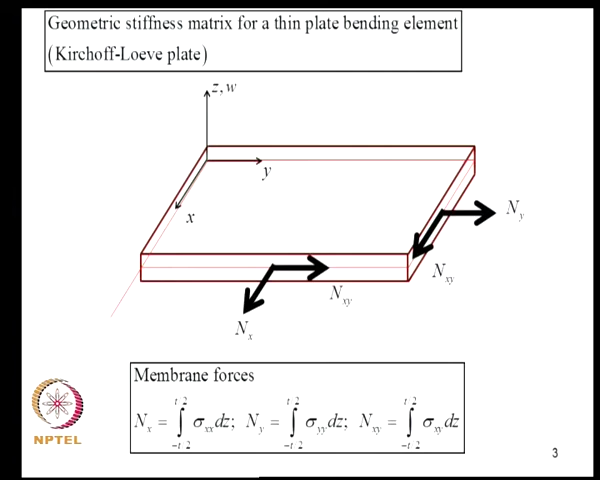 Geometric stiffness matrix for a thin plate bending element
(Kirchoff-Loeve plate)
z, w
y
x
N_y
N_xy
N_xy
N_x
Membrane forces
N_x = ∫_{-t 2}^{t 2} σ_xx dz; N_y = ∫_{-t 2}^{t 2} σ_yy dz; N_xy = ∫_{-t 2}^{t 2} σ_xy dz
NPTEL
3